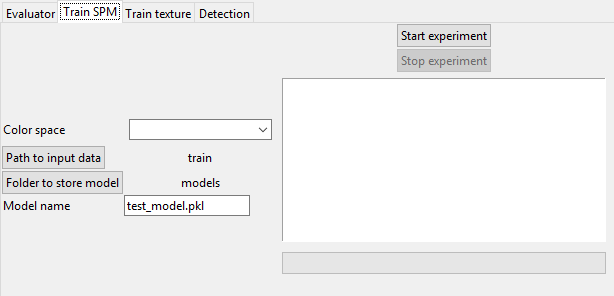 Evaluator Train SPM Train texture Detection
Start experiment
Stop experiment
Color space
Path to input data train
Folder to store model models
Model name test_model.pkl